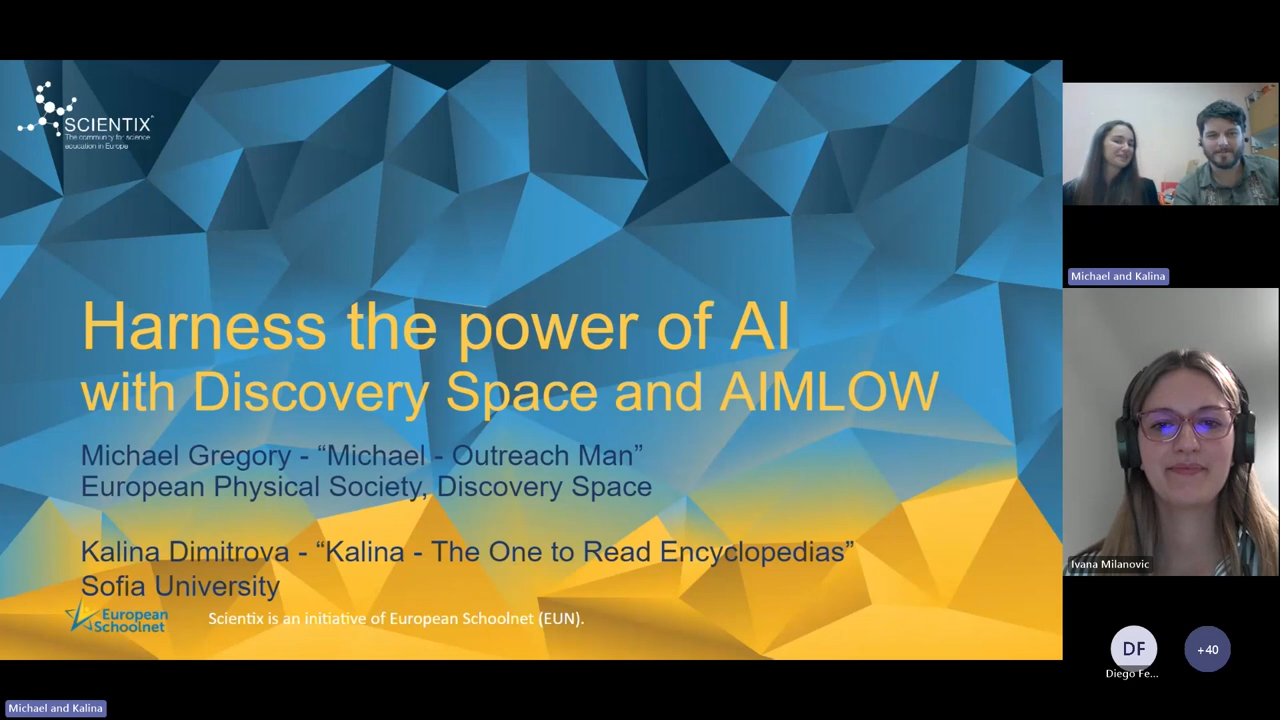 SCIENTIX
The community for science
education in Europe
Harness the power of AI
with Discovery Space and AIMLOW
Michael Gregory - “Michael - Outreach Man”
European Physical Society, Discovery Space
Kalina Dimitrova - “Kalina - The One to Read Encyclopedias”
Sofia University
European
Schoolnet
Scientix is an initiative of European Schoolnet (EUN).
Michael and Kalina
Michael and Kalina
Ivana Milanovic
DF
+40
Diego Fe...